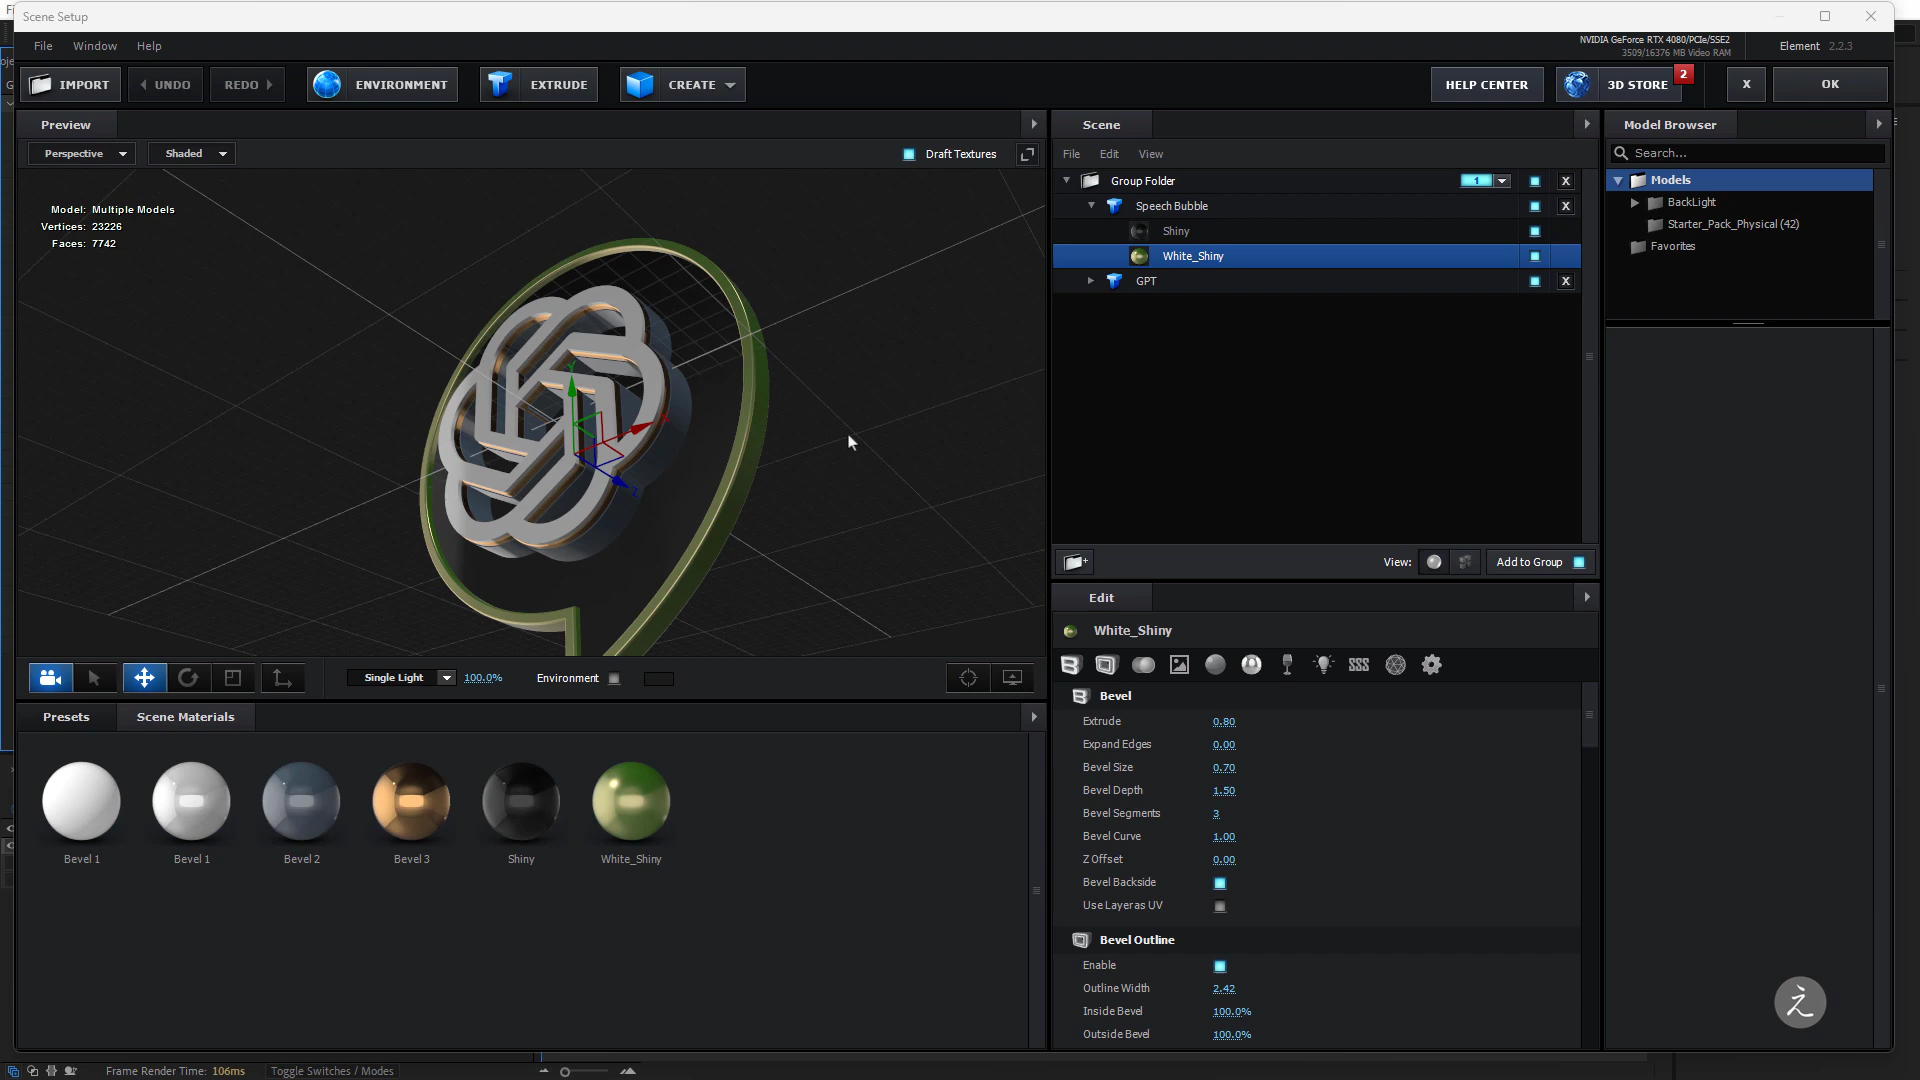 Scene Setup
File Window Help
NVIDIA GeForce RTX 4080/PCIe/SSE2
3509/16376 MB Video RAM
Element 2.2.3
IMPORT UNDO REDO ENVIRONMENT EXTRUDE CREATE HELP CENTER 3D STORE 2 X OK
Preview
Perspective Shaded Draft Textures
Model: Multiple Models
Vertices: 23226
Faces: 7742
Y
X
Z
Single Light 100.0% Environment
Presets Scene Materials
Bevel 1 Bevel 1 Bevel 2 Bevel 3 Shiny White_Shiny
Scene
File Edit View
Group Folder 1 X
Speech Bubble X
Shiny
White_Shiny
GPT X
View: Add to Group
Edit
White_Shiny
Bevel
Extrude 0.80
Expand Edges 0.00
Bevel Size 0.70
Bevel Depth 1.50
Bevel Segments 3
Bevel Curve 1.00
Z Offset 0.00
Bevel Backside
Use Layer as UV
Bevel Outline
Enable
Outline Width 2.42
Inside Bevel 100.0%
Outside Bevel 100.0%
Model Browser
Search...
Models
BackLight
Starter_Pack_Physical (42)
Favorites
之
Frame Render Time: 106ms Toggle Switches / Modes